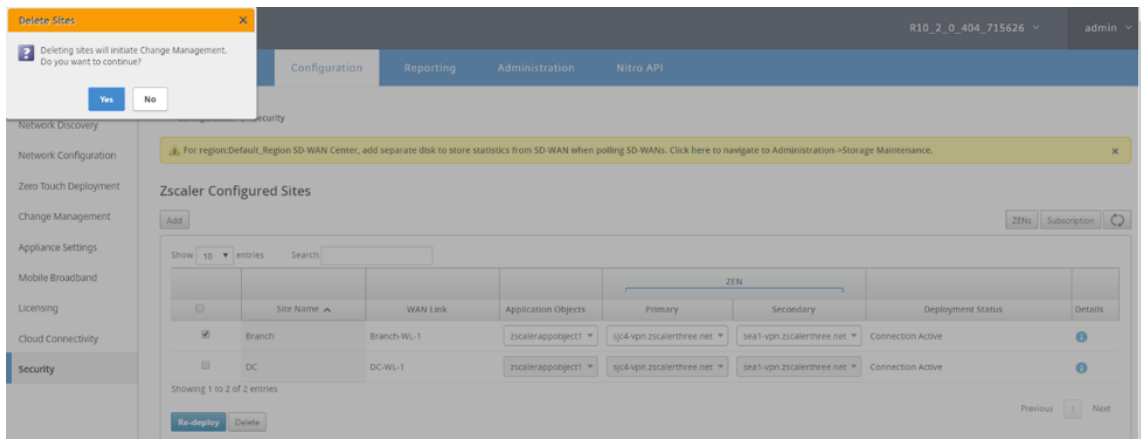 Delete Sites ×
Deleting sites will initiate Change Management.
Do you want to continue?
Yes No
R10_2_0_404_715626 admin
Configuration Reporting Administration Nitro API
Security
For region:Default_Region SD-WAN Center, add separate disk to store statistics from SD-WAN when polling SD-WANs. Click here to navigate to Administration->Storage Maintenance. ×
Network Discovery
Network Configuration
Zero Touch Deployment
Change Management
Appliance Settings
Mobile Broadband
Licensing
Cloud Connectivity
Security
Zscaler Configured Sites
Add ZENs Subscription
Show 10 entries Search:
ZEN
Site Name WAN Link Application Objects Primary Secondary Deployment Status Details
Branch Branch-WL-1 zscalerappobject1 sjc4-vpn.zscalerthree.net sea1-vpn.zscalerthree.net Connection Active
DC DC-WL-1 zscalerappobject1 sjc4-vpn.zscalerthree.net sea1-vpn.zscalerthree.net Connection Active
Showing 1 to 2 of 2 entries
Previous 1 Next
Re-deploy Delete